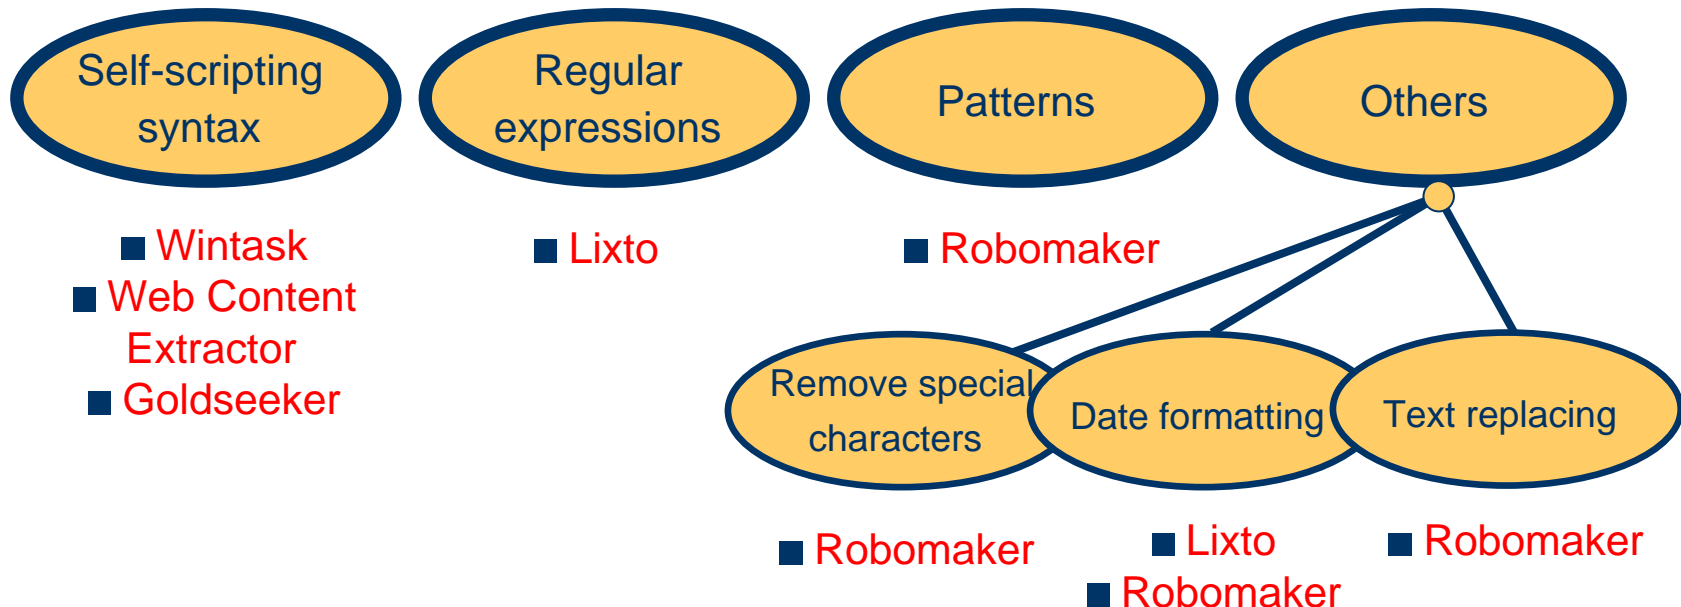 Self-scripting
syntax
Regular
expressions
Patterns
Others
Wintask
Web Content
Extractor
Goldseeker
Lixto
Robomaker
Remove special
characters
Date formatting
Text replacing
Robomaker
Lixto
Robomaker
Robomaker